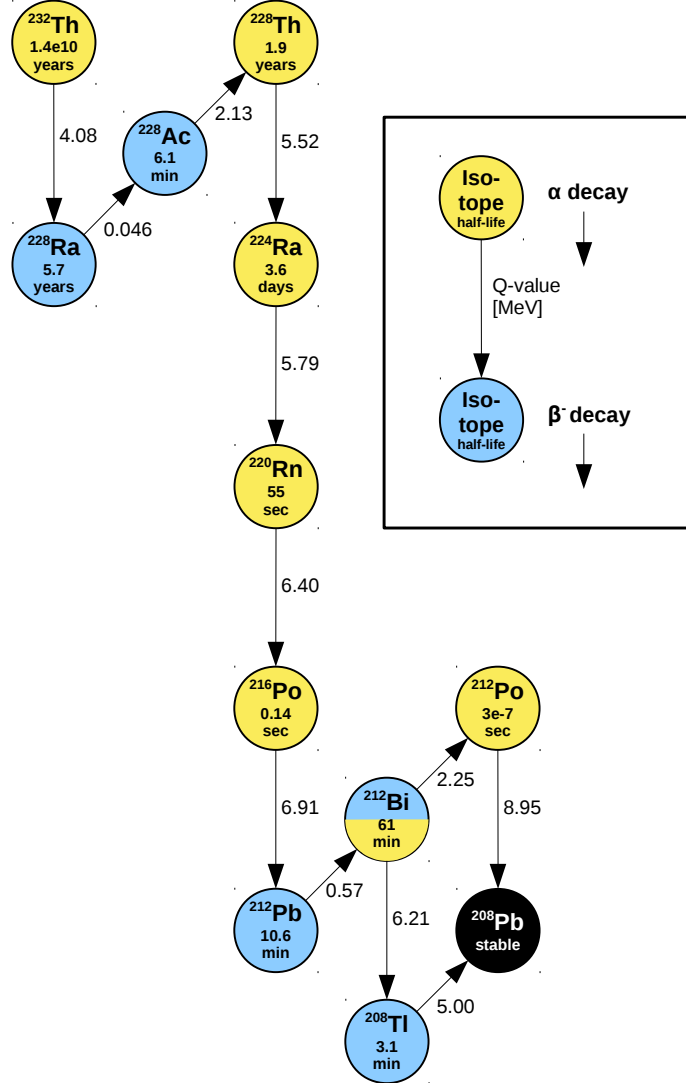 ²³²Th
1.4e10
years
²²⁸Th
1.9
years
4.08
2.13
²²⁸Ac
6.1
min
5.52
0.046
²²⁸Ra
5.7
years
²²⁴Ra
3.6
days
Iso-
tope
half-life
α decay
Q-value
[MeV]
Iso-
tope
half-life
β⁻ decay
5.79
²²⁰Rn
55
sec
6.40
²¹⁶Po
0.14
sec
²¹²Po
3e-7
sec
6.91
2.25
²¹²Bi
61
min
8.95
0.57
²¹²Pb
10.6
min
6.21
²⁰⁸Pb
stable
5.00
²⁰⁸Tl
3.1
min